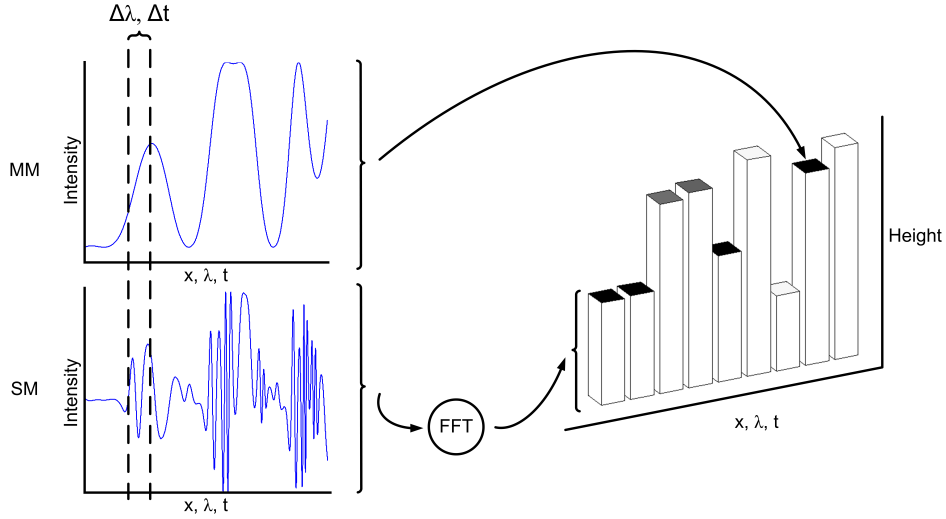 Δλ, Δt
MM
Intensity
x, λ, t
SM
Intensity
x, λ, t
FFT
Height
x, λ, t